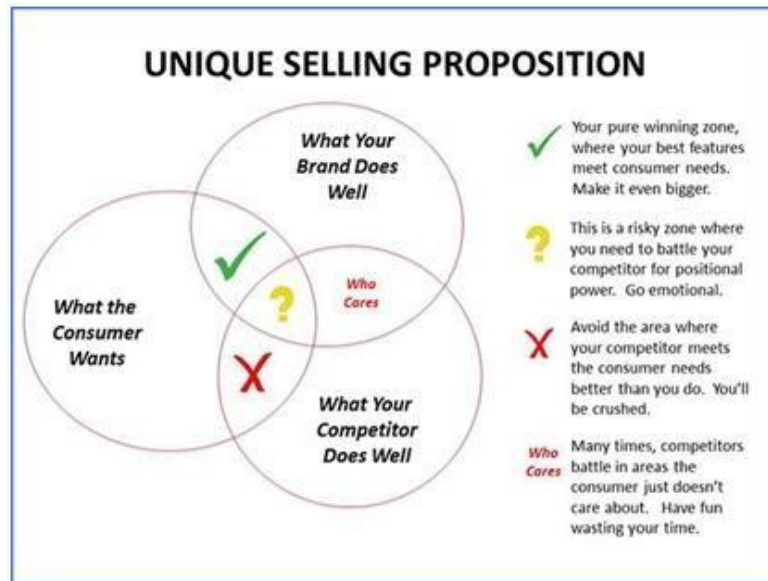 UNIQUE SELLING PROPOSITION
What Your
Brand Does
Well
What the
Consumer
Wants
Who
Cares
What Your
Competitor
Does Well
?
Your pure winning zone,
where your best features
meet consumer needs.
Make it even bigger.
?
This is a risky zone where
you need to battle your
competitor for positional
power. Go emotional.
X
Avoid the area where
your competitor meets
the consumer needs
better than you do. You'll
be crushed.
Who
Cares
Many times, competitors
battle in areas the
consumer just doesn't
care about. Have fun
wasting your time.